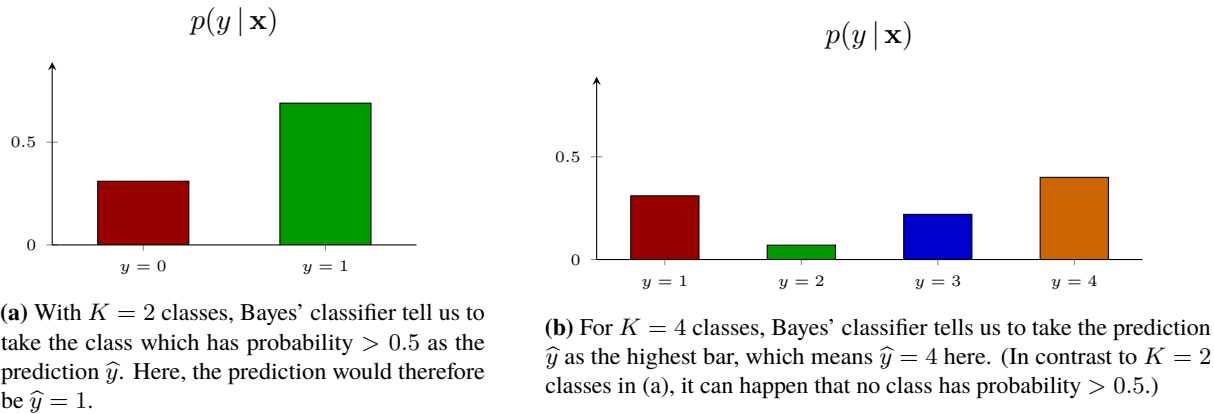 p(y | x)
0.5
0
y = 0
y = 1
(a) With K = 2 classes, Bayes' classifier tell us to
take the class which has probability > 0.5 as the
prediction ŷ. Here, the prediction would therefore
be ŷ = 1.
p(y | x)
0.5
0
y = 1
y = 2
y = 3
y = 4
(b) For K = 4 classes, Bayes' classifier tells us to take the prediction
ŷ as the highest bar, which means ŷ = 4 here. (In contrast to K = 2
classes in (a), it can happen that no class has probability > 0.5.)